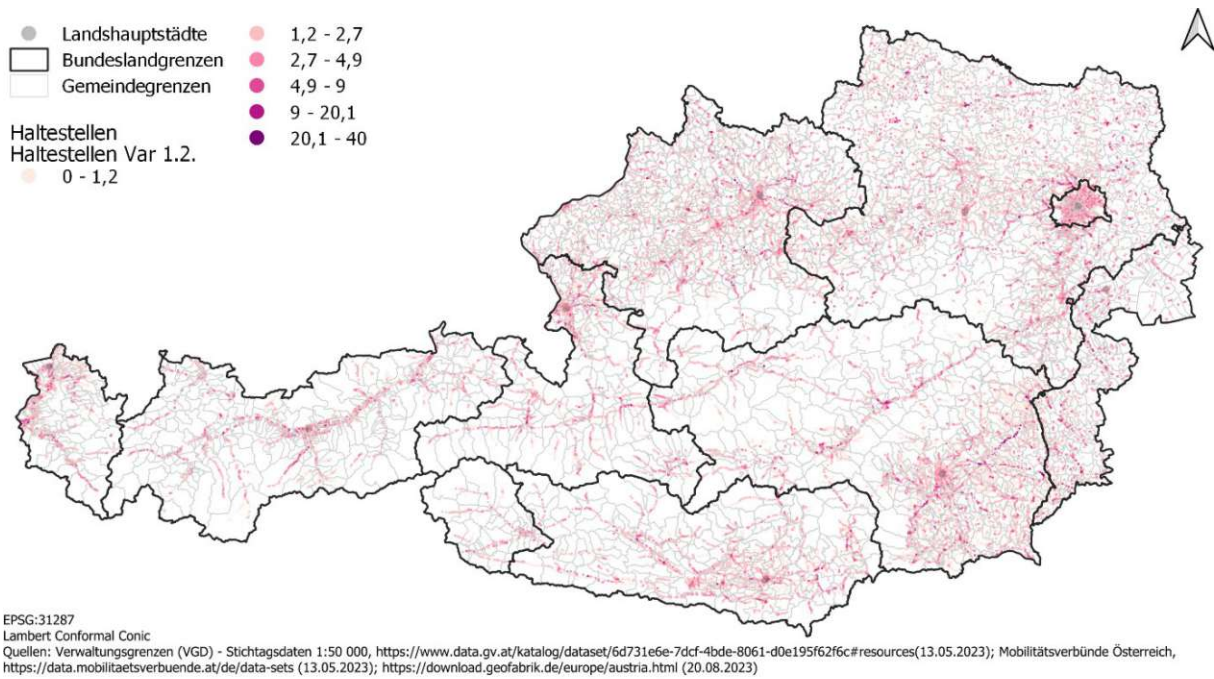 Landshauptstädte
Bundeslandgrenzen
Gemeindegrenzen
Haltestellen
Haltestellen Var 1.2.
0 - 1,2
1,2 - 2,7
2,7 - 4,9
4,9 - 9
9 - 20,1
20,1 - 40
EPSG:31287
Lambert Conformal Conic
Quellen: Verwaltungsgrenzen (VGD) - Stichtagsdaten 1:50 000, https://www.data.gv.at/katalog/dataset/6d731e6e-7dcf-4bde-8061-d0e195f62f6c#resources(13.05.2023); Mobilitätverbünde Österreich,
https://data.mobilitaetsverbuende.at/de/data-sets (13.05.2023); https://download.geofabrik.de/europe/austria.html (20.08.2023)